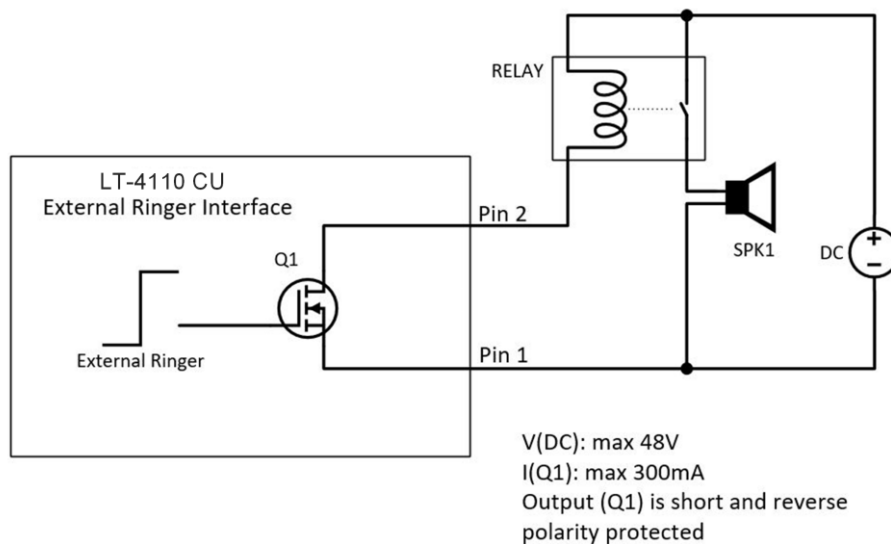 RELAY
LT-4110 CU
External Ringer Interface
Pin 2
Q1
SPK1
DC
External Ringer
Pin 1
V(DC): max 48V
I(Q1): max 300mA
Output (Q1) is short and reverse
polarity protected